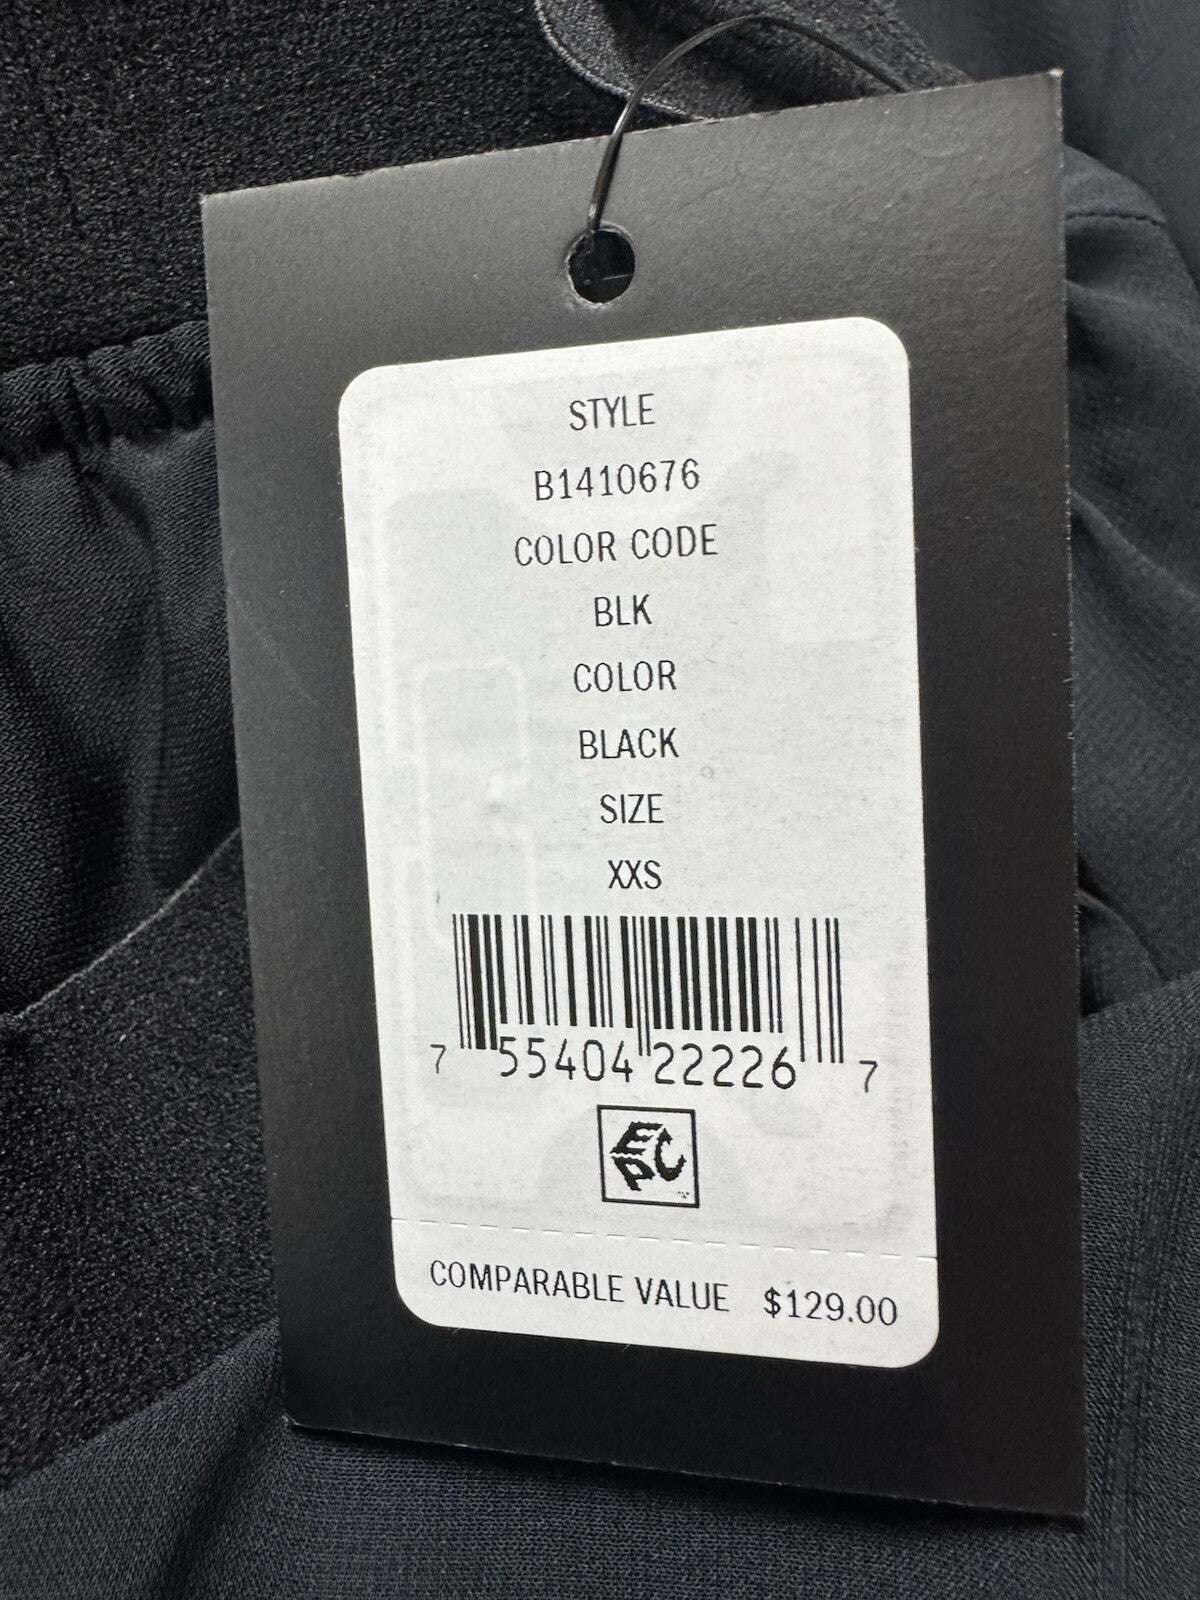 STYLE
B1410676
COLOR CODE
BLK
COLOR
BLACK
SIZE
XXS
7 55404 22226 7
EPC
COMPARABLE VALUE $129.00